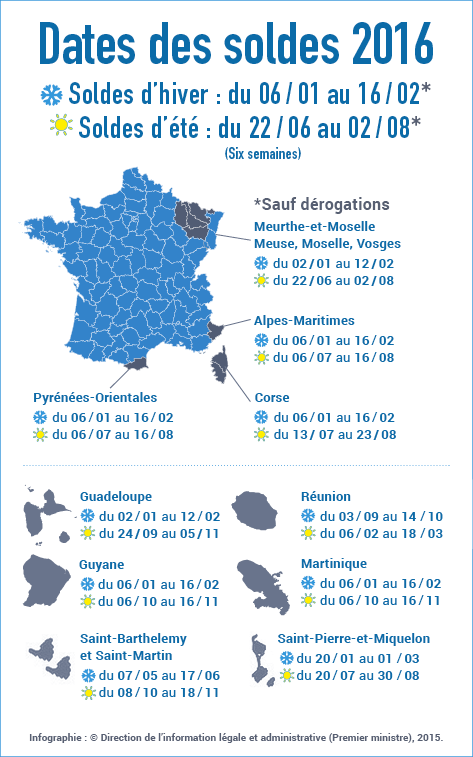 Dates des soldes 2016
Soldes d'hiver : du 06 / 01 au 16 / 02*
Soldes d'été : du 22 / 06 au 02 / 08*
(Six semaines)
*Sauf dérogations
Meurthe-et-Moselle
Meuse, Moselle, Vosges
du 02 / 01 au 12 / 02
du 22 / 06 au 02 / 08
Alpes-Maritimes
du 06 / 01 au 16 / 02
du 06 / 07 au 16 / 08
Pyrénées-Orientales
du 06 / 01 au 16 / 02
du 06 / 07 au 16 / 08
Corse
du 06 / 01 au 16 / 02
du 13 / 07 au 23 / 08
Guadeloupe
du 02 / 01 au 12 / 02
du 24 / 09 au 05 / 11
Réunion
du 03 / 09 au 14 / 10
du 06 / 02 au 18 / 03
Guyane
du 06 / 01 au 16 / 02
du 06 / 10 au 16 / 11
Martinique
du 06 / 01 au 16 / 02
du 06 / 10 au 16 / 11
Saint-Barthelemy
et Saint-Martin
du 07 / 05 au 17 / 06
du 08 / 10 au 18 / 11
Saint-Pierre-et-Miquelon
du 20 / 01 au 01 / 03
du 20 / 07 au 30 / 08
Infographie : © Direction de l'information légale et administrative (Premier ministre), 2015.